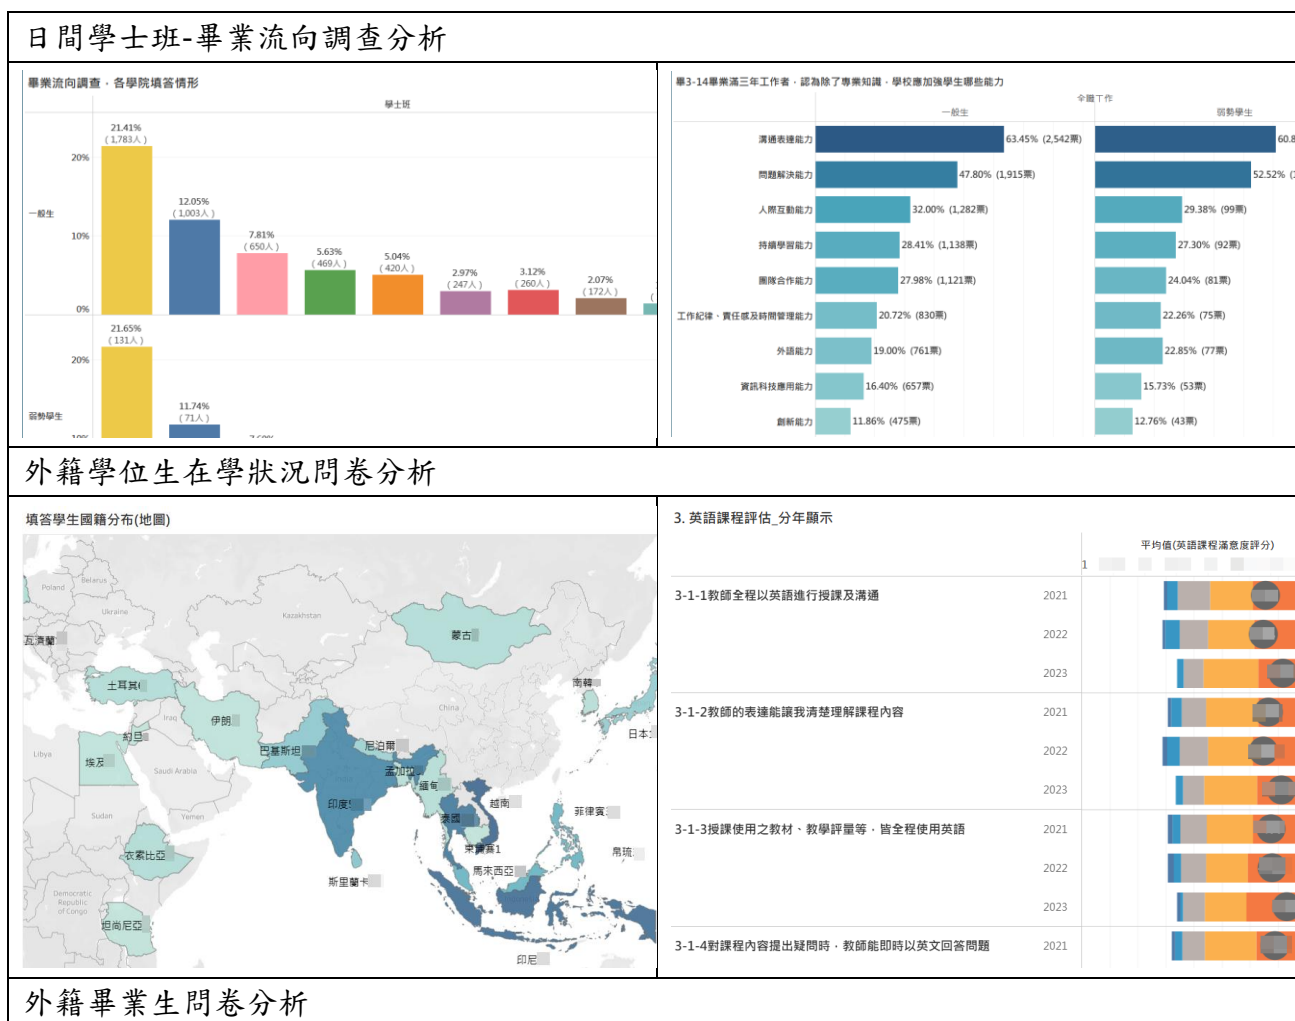 日間學士班-畢業流向調查分析
畢業流向調查，各學院填答情形
學士班
一般生
20%
10%
0%
21.41%
(1,783人)
12.05%
(1,003人)
7.81%
(650人)
5.63%
(469人)
5.04%
(420人)
2.97%
(247人)
3.12%
(260人)
2.07%
(172人)
弱勢學生
20%
21.65%
(131人)
11.74%
(71人)
畢3-14畢業滿三年工作者，認為除了專業知識，學校應加強學生哪些能力
全職工作
一般生 弱勢學生
溝通表達能力 63.45% (2,542票) 60.8
問題解決能力 47.80% (1,915票) 52.52%
人際互動能力 32.00% (1,282票) 29.38% (99票)
持續學習能力 28.41% (1,138票) 27.30% (92票)
團隊合作能力 27.98% (1,121票) 24.04% (81票)
工作紀律、責任感及時間管理能力 20.72% (830票) 22.26% (75票)
外語能力 19.00% (761票) 22.85% (77票)
資訊科技應用能力 16.40% (657票) 15.73% (53票)
創新能力 11.86% (475票) 12.76% (43票)
外籍學位生在學狀況問卷分析
填答學生國籍分布(地圖)
Poland
Belarus
Ukraine
Kazakhstan
蒙古
瓦濟蘭
土耳其
南韓
China
日本
Iraq
伊朗
約旦
巴基斯坦
尼泊爾
Libya
埃及
Saudi Arabia
孟加拉
緬甸
印度
越南
菲律賓
Sudan
Yemen
泰國
柬埔寨1
帛琉
衣索比亞
馬來西亞
斯里蘭卡
Democratic
Republic
of Congo
坦尚尼亞
印尼
3. 英語課程評估_分年顯示
平均值(英語課程滿意度評分)
1
3-1-1教師全程以英語進行授課及溝通 2021
2022
2023
3-1-2教師的表達能讓我清楚理解課程內容 2021
2022
2023
3-1-3授課使用之教材、教學評量等，皆全程使用英語 2021
2022
2023
3-1-4對課程內容提出疑問時，教師能即時以英文回答問題 2021
外籍畢業生問卷分析